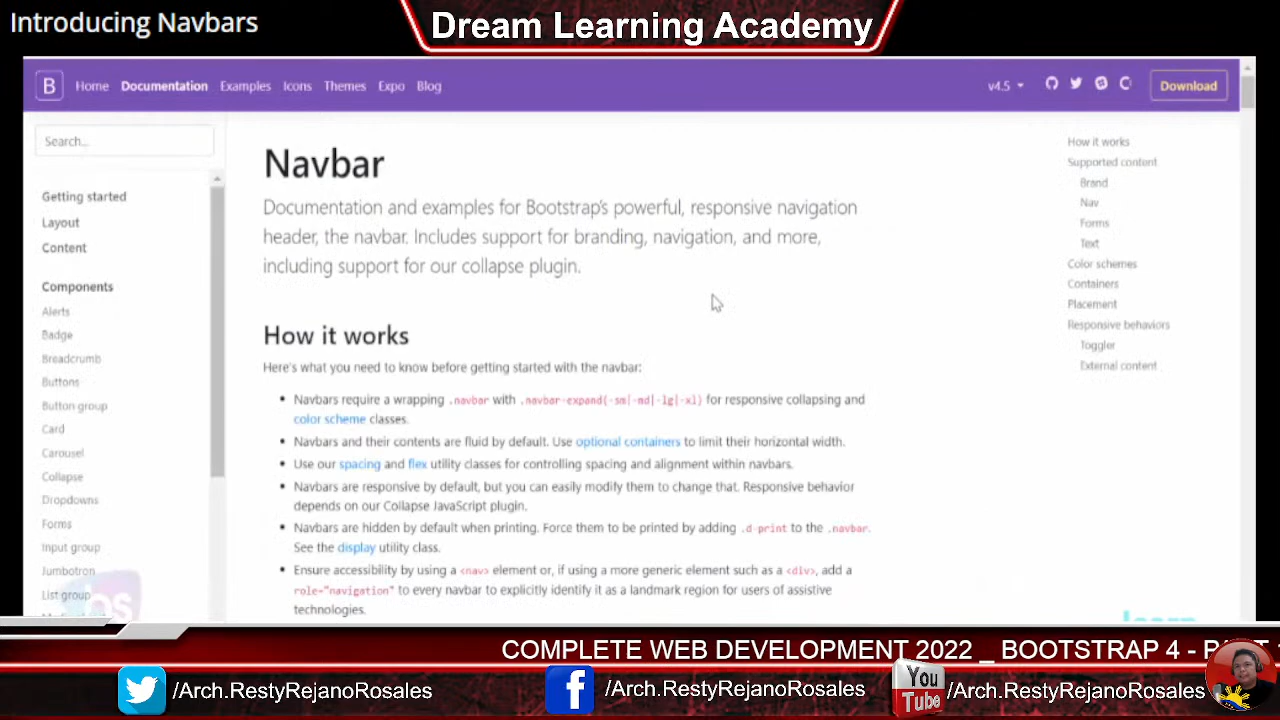 Introducing Navbars
Dream Learning Academy
B Home Documentation Examples Icons Themes Expo Blog v4.5 Download
Search...
Getting started
Layout
Content
Components
Alerts
Badge
Breadcrumb
Buttons
Button group
Card
Carousel
Collapse
Dropdowns
Forms
Input group
Jumbotron
List group
Navbar
Documentation and examples for Bootstrap's powerful, responsive navigation
header, the navbar. Includes support for branding, navigation, and more,
including support for our collapse plugin.
How it works
Here's what you need to know before getting started with the navbar:
• Navbars require a wrapping .navbar with .navbar-expand{-sm|-md|-lg|-xl} for responsive collapsing and
color scheme classes.
• Navbars and their contents are fluid by default. Use optional containers to limit their horizontal width.
• Use our spacing and flex utility classes for controlling spacing and alignment within navbars.
• Navbars are responsive by default, but you can easily modify them to change that. Responsive behavior
depends on our Collapse JavaScript plugin.
• Navbars are hidden by default when printing. Force them to be printed by adding .d-print to the .navbar.
See the display utility class.
• Ensure accessibility by using a <nav> element or, if using a more generic element such as a <div>, add a
role="navigation" to every navbar to explicitly identify it as a landmark region for users of assistive
technologies.
How it works
Supported content
Brand
Nav
Forms
Text
Color schemes
Containers
Placement
Responsive behaviors
Toggler
External content
COMPLETE WEB DEVELOPMENT 2022 _ BOOTSTRAP 4 - PART 1
/Arch.RestyRejanoRosales
/Arch.RestyRejanoRosales
You
Tube
/Arch.RestyRejanoRosales